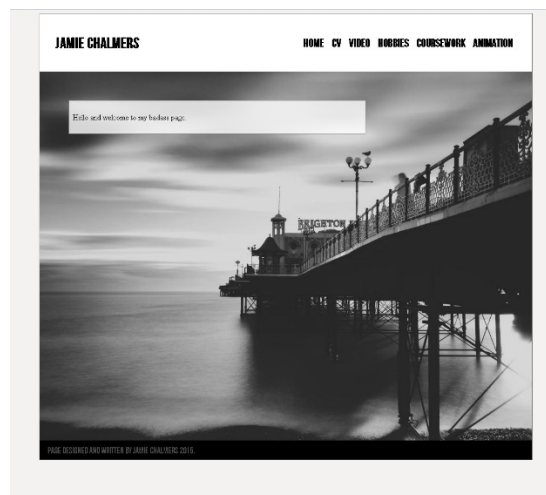 JAMIE CHALMERS
HOME CV VIDEO HOBBIES COURSEWORK ANIMATION
Hello and welcome to my badass page.
BRIGHTON
PAGE DESIGNED AND WRITTEN BY JAMIE CHALMERS 2015.